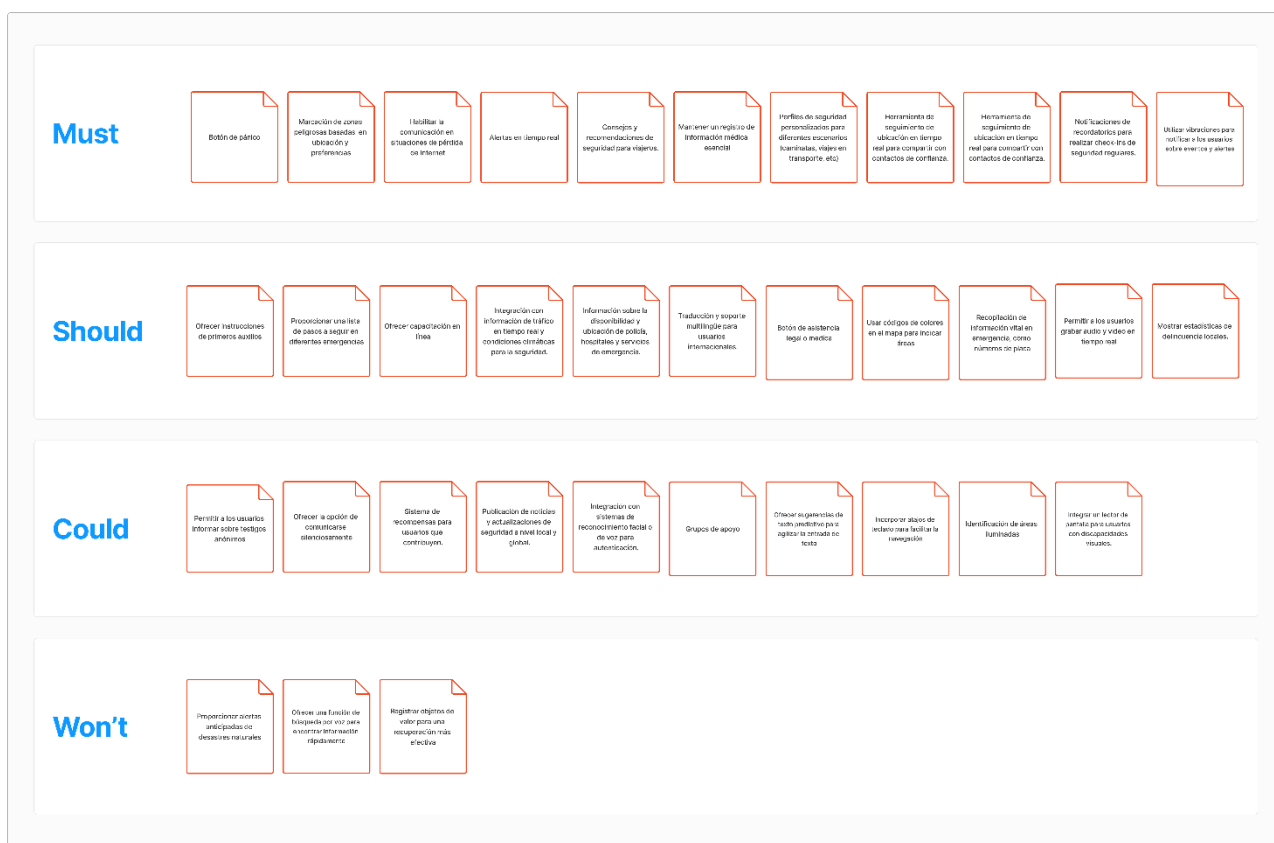 Must
Botón de pánico
Marcación de zonas
peligrosas basadas en
ubicación y
preferencias
Habilitar la
comunicación en
situaciones de pérdida
de internet
Alertas en tiempo real
Consejos y
recomendaciones de
seguridad para viajeros.
Mantener un registro de
información médica
esencial
Perfiles de seguridad
personalizados para
diferentes escenarios
(caminatas, viajes en
transporte, etc)
Herramienta de
seguimiento de
ubicación en tiempo
real para compartir con
contactos de confianza.
Herramienta de
seguimiento de
ubicación en tiempo
real para compartir con
contactos de confianza.
Notificaciones de
recordatorios para
realizar check-ins de
seguridad regulares.
Utilizar vibraciones para
notificar a los usuarios
sobre eventos y alertas
Should
Ofrecer instrucciones
de primeros auxilios
Proporcionar una lista
de pasos a seguir en
diferentes emergencias
Ofrecer capacitación en
línea
Integración con
información de tráfico
en tiempo real y
condiciones climáticas
para la seguridad.
Información sobre la
disponibilidad y
ubicación de policía,
hospitales y servicios
de emergencia.
Traducción y soporte
multilingüe para
usuarios
internacionales.
Botón de asistencia
legal o medica
Usar códigos de colores
en el mapa para indicar
áreas
Recopilación de
información vital en
emergencia, como
números de placa
Permitir a los usuarios
grabar audio y video en
tiempo real
Mostrar estadísticas de
delincuencia locales.
Could
Permitir a los usuarios
informar sobre testigos
anónimos
Ofrecer la opción de
comunicarse
silenciosamente
Sistema de
recompensas para
usuarios que
contribuyen.
Publicación de noticias
y actualizaciones de
seguridad a nivel local y
global.
Integración con
sistemas de
reconocimiento facial o
de voz para
autenticación.
Grupos de apoyo
Ofrecer sugerencias de
texto predictivo para
agilizar la entrada de
texto
Incorporar atajos de
teclado para facilitar la
navegación
Identificación de áreas
iluminadas
Integrar un lector de
pantalla para usuarios
con discapacidades
visuales.
Won't
Proporcionar alertas
anticipadas de
desastres naturales
Ofrecer una función de
búsqueda por voz para
encontrar información
rápidamente
Registrar objetos de
valor para una
recuperación más
efectiva